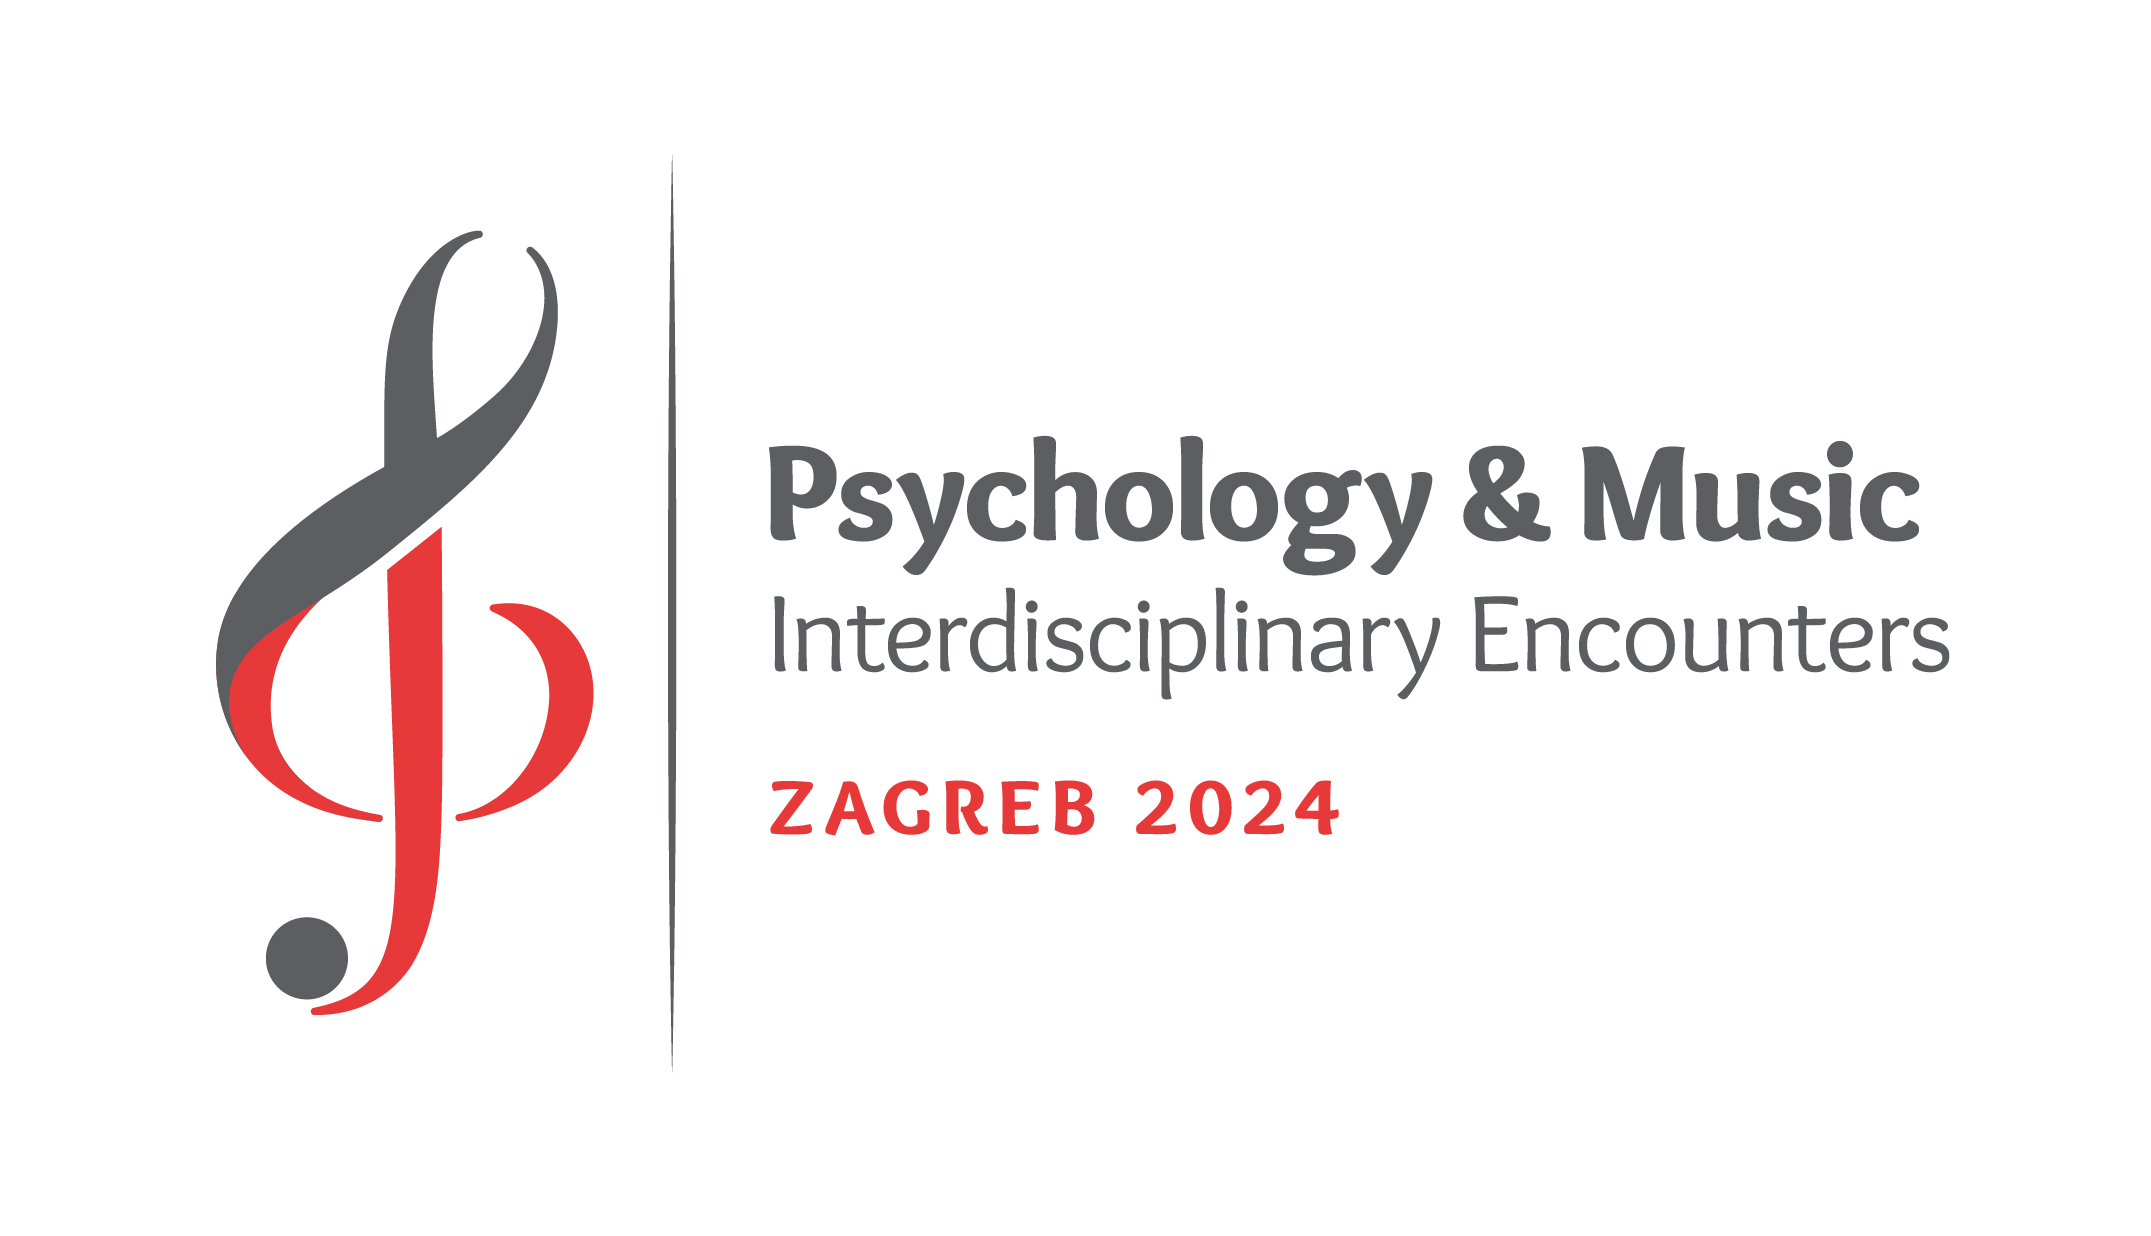 Psychology & Music
Interdisciplinary Encounters
ZAGREB 2024